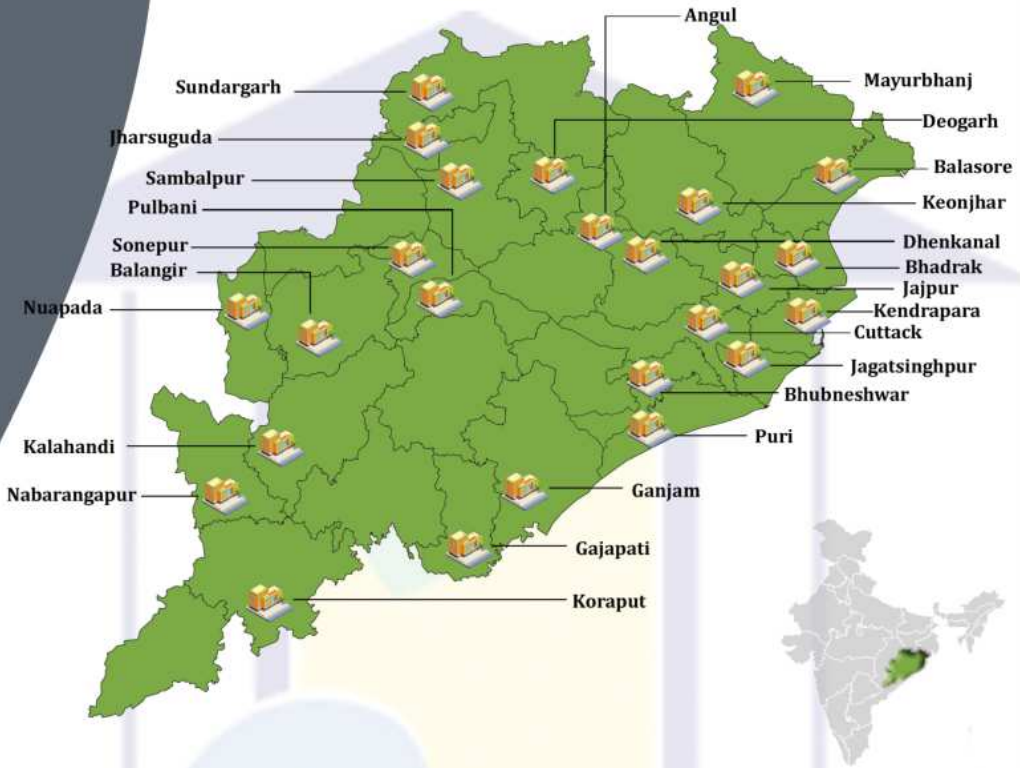 Angul
Sundargarh
Mayurbhanj
Deogarh
Jharsuguda
Balasore
Sambalpur
Keonjhar
Pulbani
Sonepur
Dhenkanal
Balangir
Bhadrak
Jajpur
Nuapada
Kendrapara
Cuttack
Jagatsinghpur
Bhubneshwar
Puri
Kalahandi
Nabarangapur
Ganjam
Gajapati
Koraput